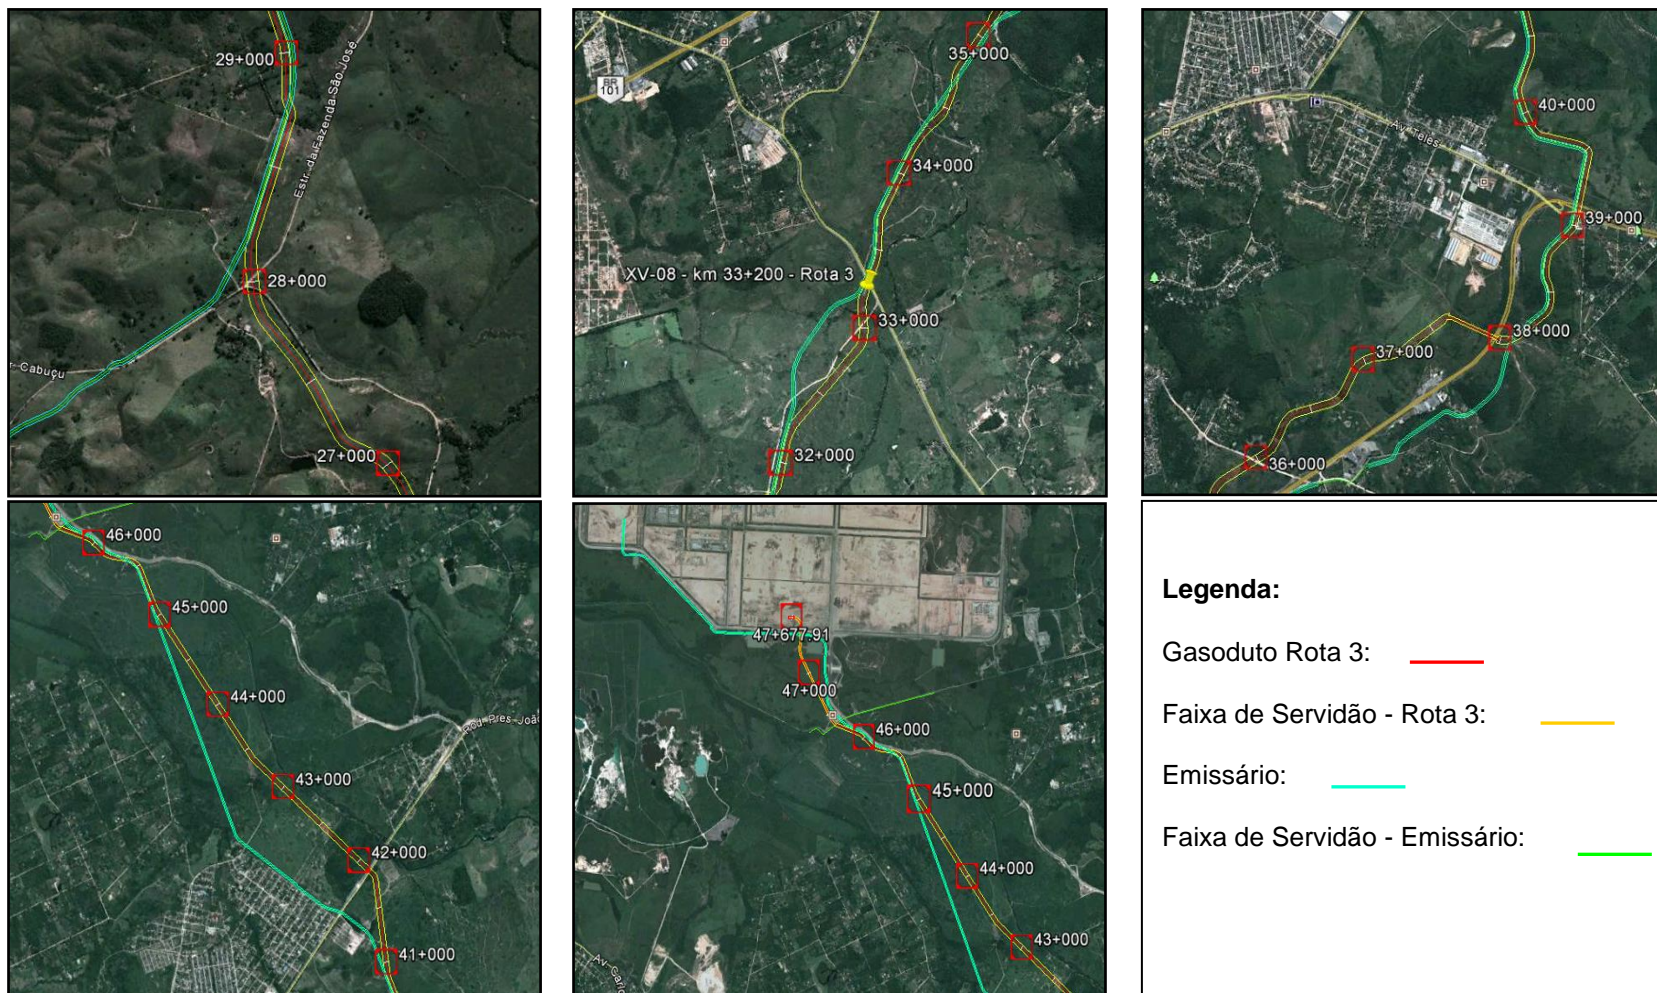 29+000
Estr. da Fazenda São José
28+000
r Cabuçu
27+000
35+000
BR
101
34+000
XV-08 - km 33+200 - Rota 3
33+000
32+000
40+000
Av. Teles
39+000
38+000
37+000
36+000
46+000
45+000
44+000
Rod. Pres. João
43+000
42+000
41+000
47+677.91
47+000
46+000
45+000
44+000
43+000
Av. Carlo
Legenda:
Gasoduto Rota 3:
Faixa de Servidão - Rota 3:
Emissário:
Faixa de Servidão - Emissário: